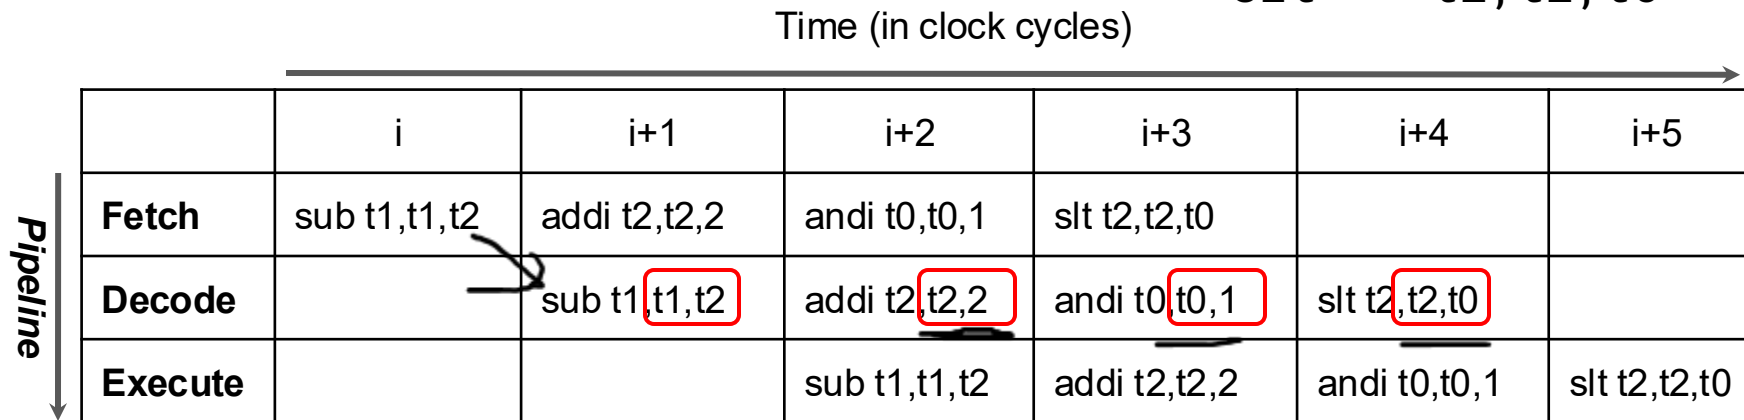 Time (in clock cycles)
i i+1 i+2 i+3 i+4 i+5
Pipeline
Fetch sub t1,t1,t2 addi t2,t2,2 andi t0,t0,1 slt t2,t2,t0
Decode sub t1,t1,t2 addi t2,t2,2 andi t0,t0,1 slt t2,t2,t0
Execute sub t1,t1,t2 addi t2,t2,2 andi t0,t0,1 slt t2,t2,t0